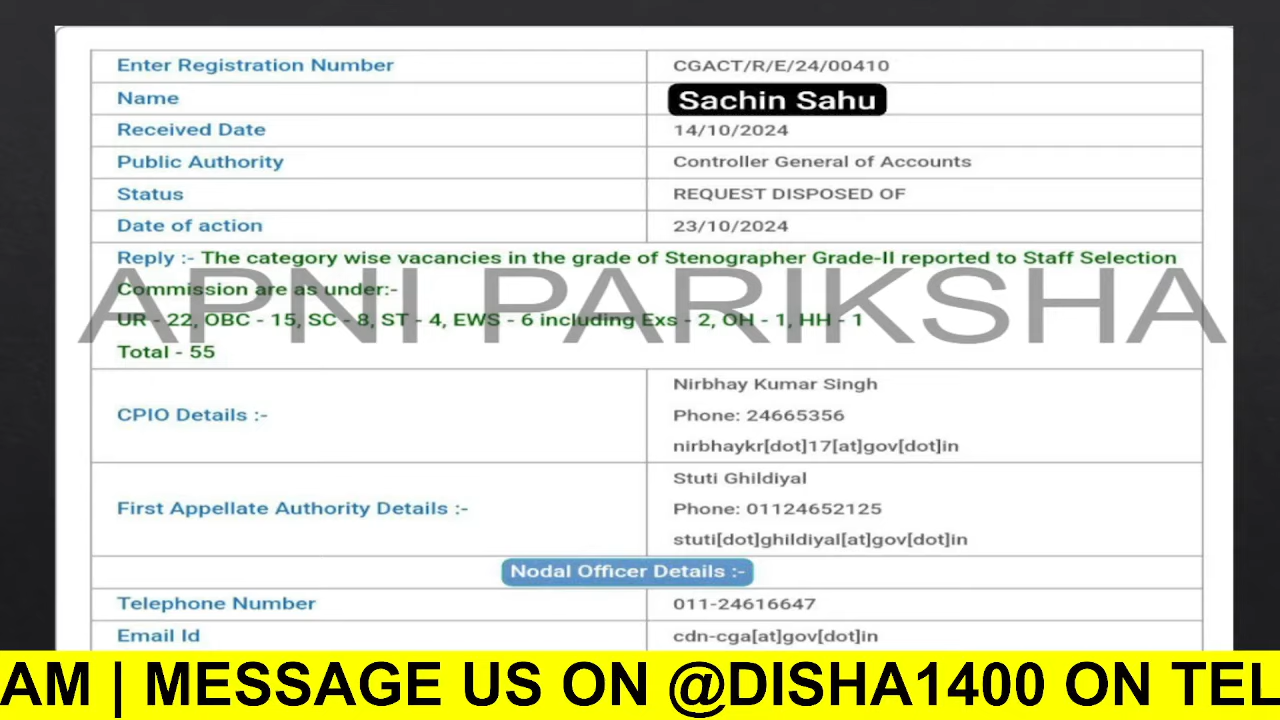 Enter Registration Number CGACT/R/E/24/00410
Name Sachin Sahu
Received Date 14/10/2024
Public Authority Controller General of Accounts
Status REQUEST DISPOSED OF
Date of action 23/10/2024
Reply :- The category wise vacancies in the grade of Stenographer Grade-II reported to Staff Selection
Commission are as under:-
UR - 22, OBC - 15, SC - 8, ST - 4, EWS - 6 including Exs - 2, OH - 1, HH - 1
Total - 55
APNI PARIKSHA
CPIO Details :-
Nirbhay Kumar Singh
Phone: 24665356
nirbhaykr[dot]17[at]gov[dot]in
First Appellate Authority Details :-
Stuti Ghildiyal
Phone: 01124652125
stuti[dot]ghildiyal[at]gov[dot]in
Nodal Officer Details :-
Telephone Number 011-24616647
Email Id cdn-cga[at]gov[dot]in
AM | MESSAGE US ON @DISHA1400 ON TEL